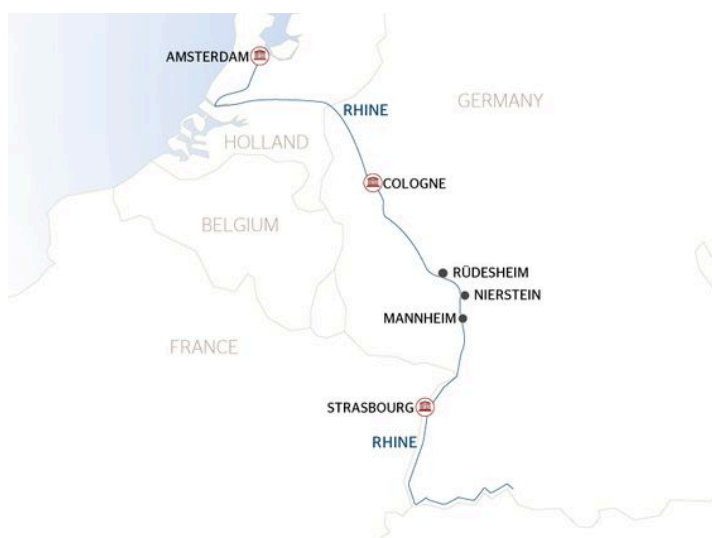 AMSTERDAM
RHINE
GERMANY
HOLLAND
COLOGNE
BELGIUM
RÜDESHEIM
NIERSTEIN
MANNHEIM
FRANCE
STRASBOURG
RHINE